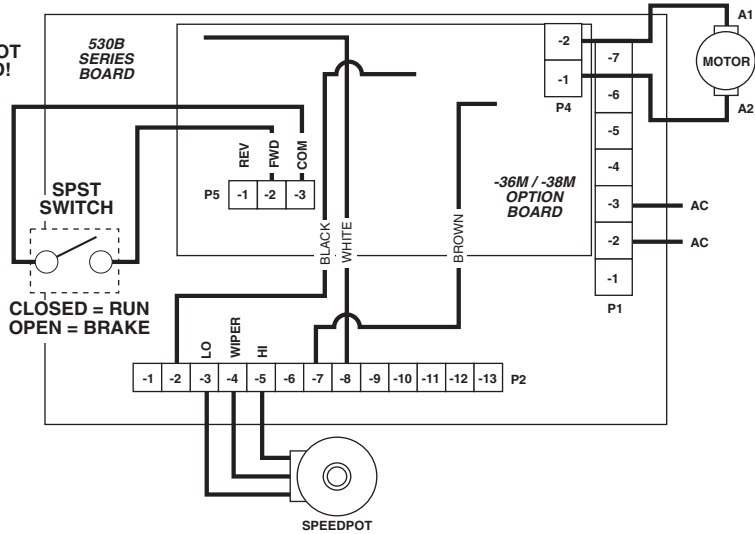 OT
D!
530B
SERIES
BOARD
-2
-1
P4
A1
MOTOR
A2
-7
-6
-5
-4
-3
-2
-1
P1
AC
AC
REV
FWD
COM
P5
-1 -2 -3
-36M / -38M
OPTION
BOARD
SPST
SWITCH
CLOSED = RUN
OPEN = BRAKE
BLACK
WHITE
BROWN
LO
WIPER
HI
-1 -2 -3 -4 -5 -6 -7 -8 -9 -10 -11 -12 -13 P2
SPEEDPOT